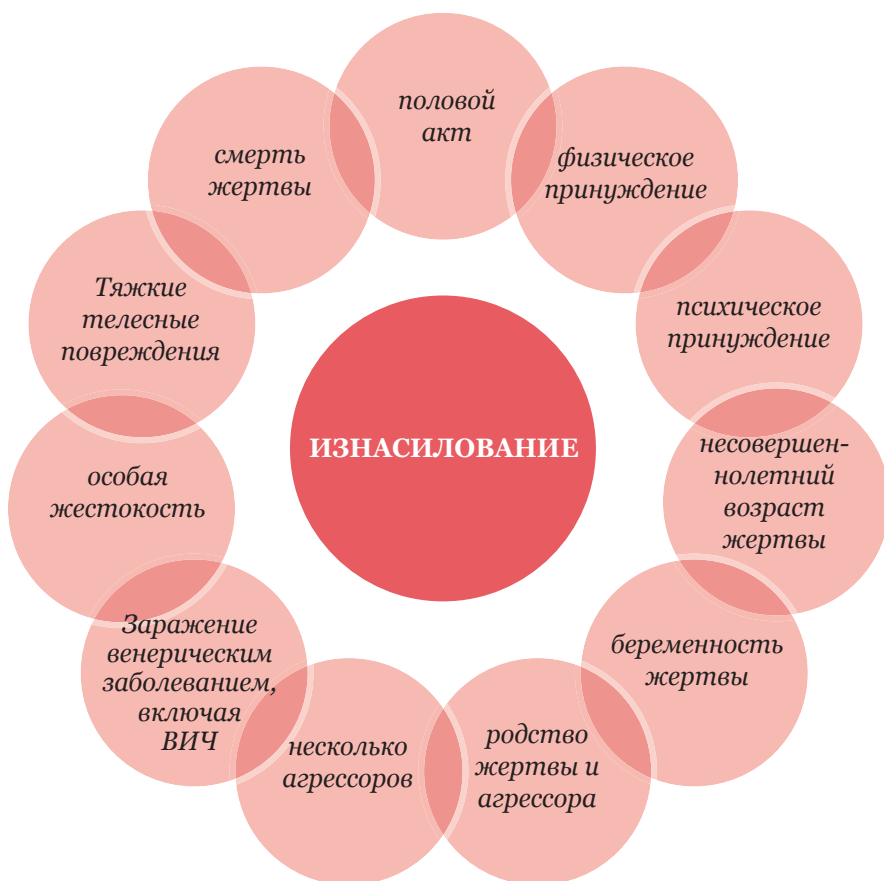 половой
акт
физическое
принуждение
психическое
принуждение
несовершен-
нолетний
возраст
жертвы
беременность
жертвы
родство
жертвы и
агрессора
несколько
агрессоров
Заражение
венерическим
заболеванием,
включая
ВИЧ
особая
жестокость
Тяжкие
телесные
повреждения
смерть
жертвы
ИЗНАСИЛОВАНИЕ